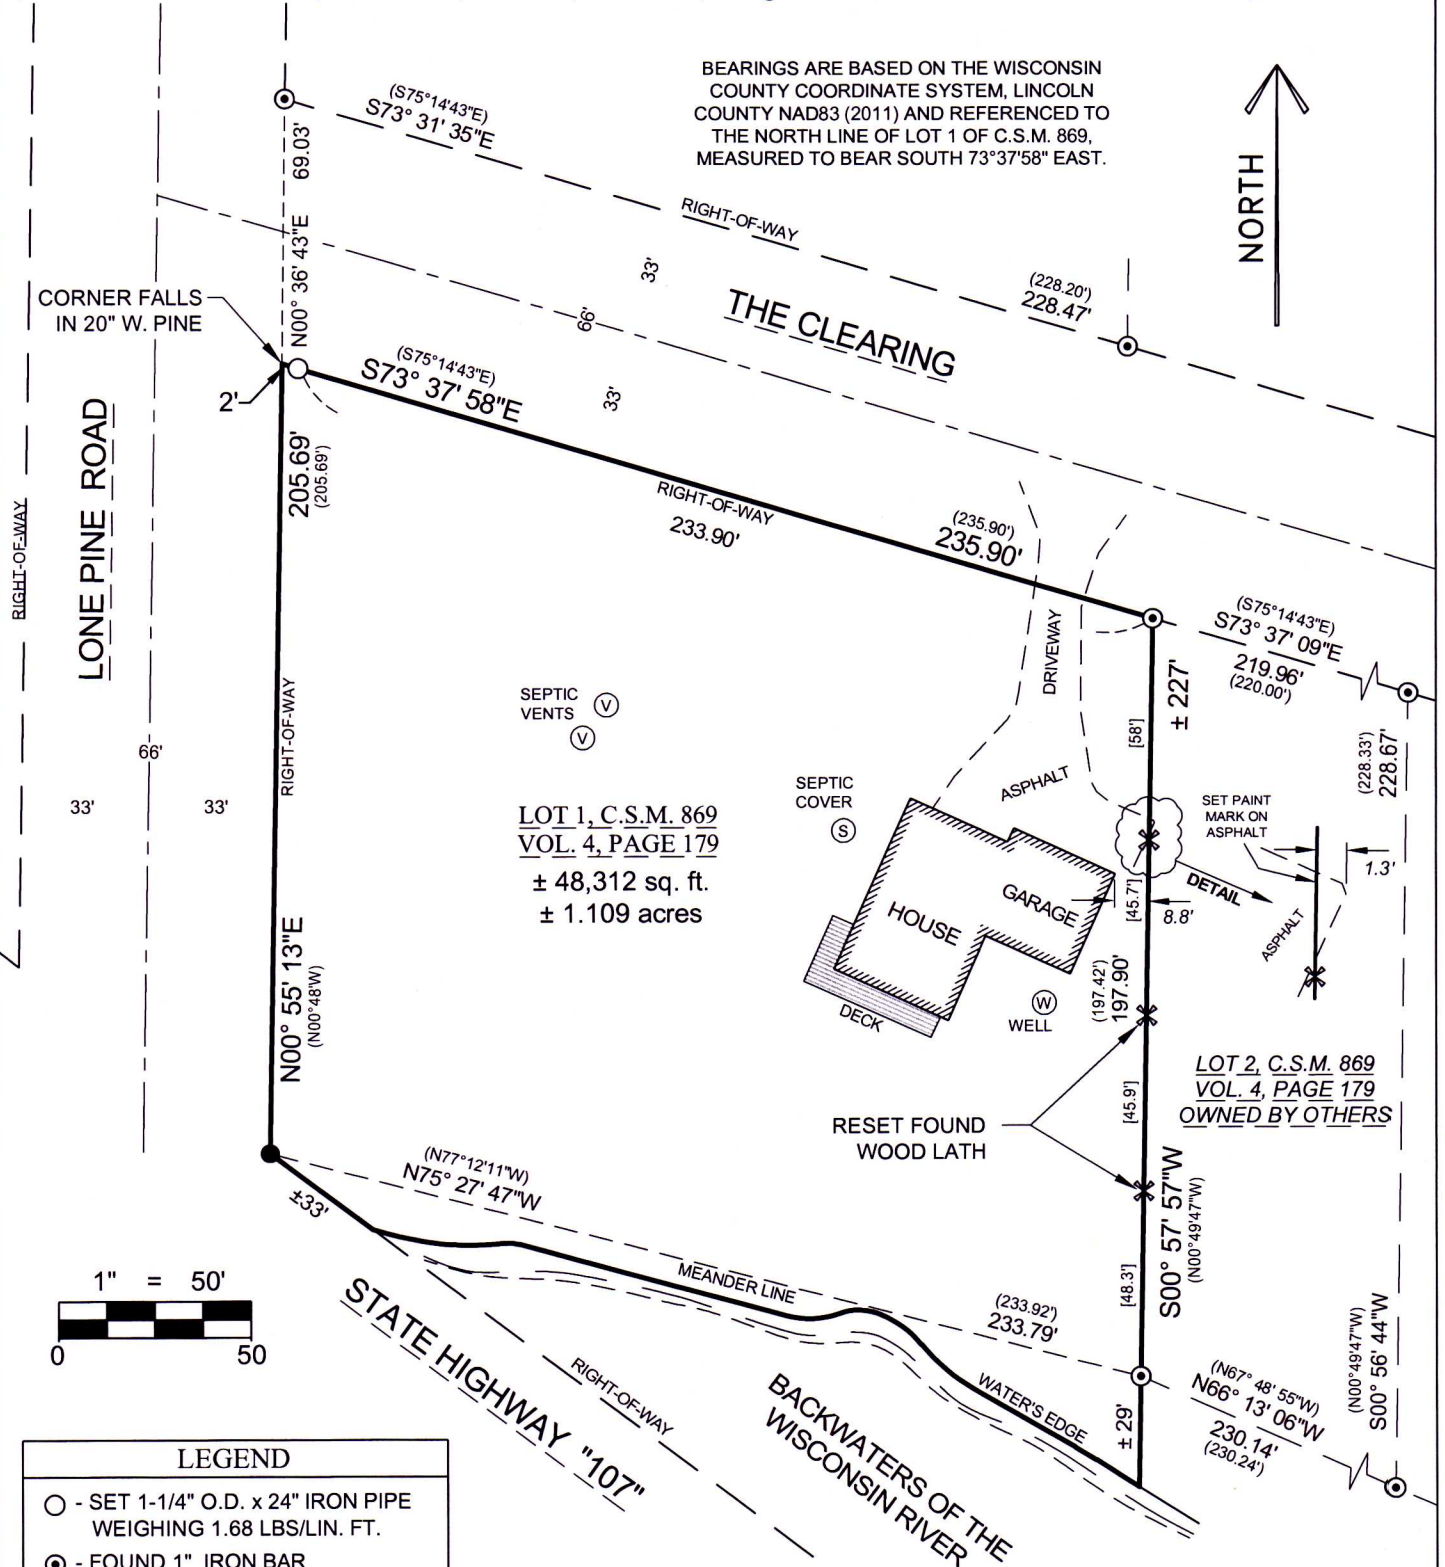 BEARINGS ARE BASED ON THE WISCONSIN
COUNTY COORDINATE SYSTEM, LINCOLN
COUNTY NAD83 (2011) AND REFERENCED TO
THE NORTH LINE OF LOT 1 OF C.S.M. 869,
MEASURED TO BEAR SOUTH 73°37'58" EAST.
NORTH
(S75°14'43"E)
S73° 31' 35"E
69.03'
N00° 36' 43"E
RIGHT-OF-WAY
(228.20')
228.47'
33'
66'
33'
THE CLEARING
CORNER FALLS
IN 20" W. PINE
2'
(S75°14'43"E)
S73° 37' 58"E
205.69'
(205.69')
RIGHT-OF-WAY
233.90'
(235.90')
235.90'
LONE PINE ROAD
RIGHT-OF-WAY
RIGHT-OF-WAY
66'
33'
33'
DRIVEWAY
(S75°14'43"E)
S73° 37' 09"E
219.96'
(220.00')
± 227'
[58']
(228.33')
228.67'
SEPTIC
VENTS
V
V
SEPTIC
COVER
S
ASPHALT
SET PAINT
MARK ON
ASPHALT
1.3'
DETAIL
ASPHALT
LOT 1, C.S.M. 869
VOL. 4, PAGE 179
± 48,312 sq. ft.
± 1.109 acres
HOUSE
GARAGE
[45.7']
8.8'
DECK
W
WELL
(197.42')
197.90'
N00° 55' 13"E
(N00°48'W)
LOT 2, C.S.M. 869
VOL. 4, PAGE 179
OWNED BY OTHERS
RESET FOUND
WOOD LATH
[45.9']
S00° 57' 57"W
(N00°49'47"W)
[48.3']
±33'
(N77°12'11"W)
N75° 27' 47"W
MEANDER LINE
(233.92')
233.79'
WATER'S EDGE
± 29'
(N67° 48' 55"W)
N66° 13' 06"W
230.14'
(230.24')
(N00°49'47"W)
S00° 56' 44"W
1" = 50'
0 50
STATE HIGHWAY "107"
RIGHT-OF-WAY
BACKWATERS OF THE
WISCONSIN RIVER
LEGEND
- SET 1-1/4" O.D. x 24" IRON PIPE
WEIGHING 1.68 LBS/LIN. FT.
- FOUND 1" IRON BAR